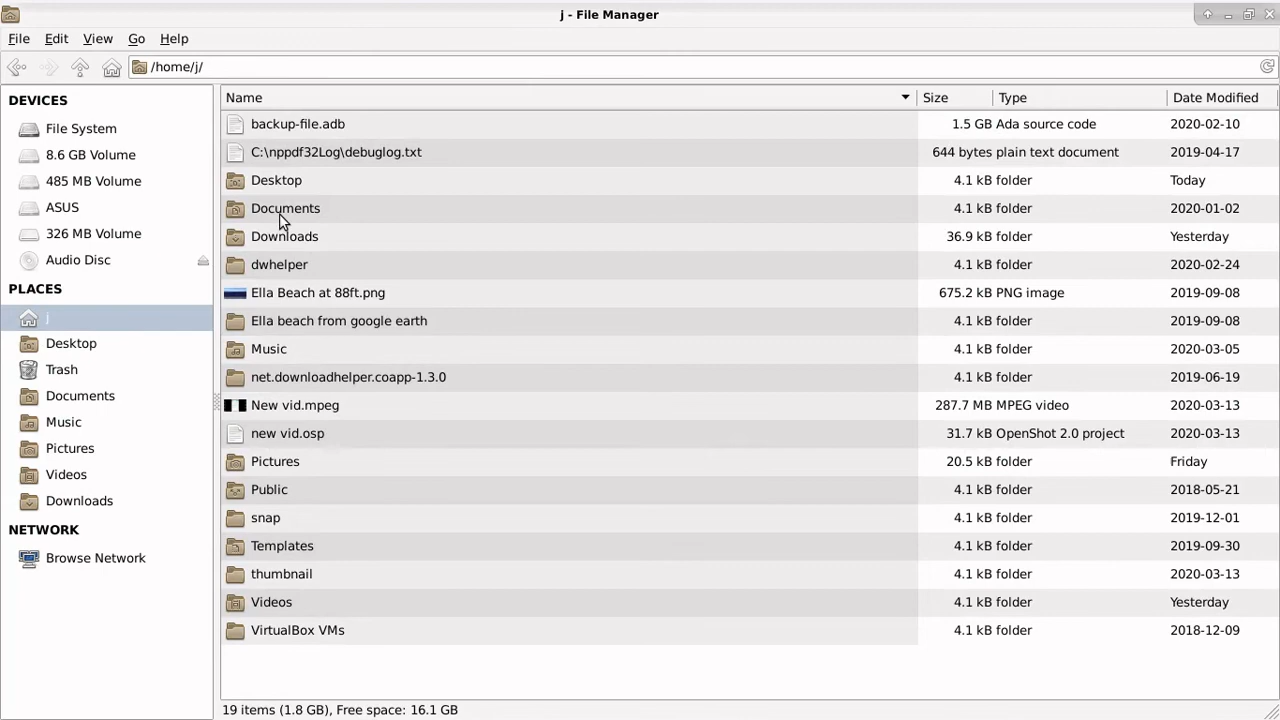 j - File Manager
File Edit View Go Help
/home/j/
DEVICES
File System
8.6 GB Volume
485 MB Volume
ASUS
326 MB Volume
Audio Disc
PLACES
j
Desktop
Trash
Documents
Music
Pictures
Videos
Downloads
NETWORK
Browse Network
Name Size Type Date Modified
backup-file.adb 1.5 GB Ada source code 2020-02-10
C:\nppdf32Log\debuglog.txt 644 bytes plain text document 2019-04-17
Desktop 4.1 kB folder Today
Documents 4.1 kB folder 2020-01-02
Downloads 36.9 kB folder Yesterday
dwhelper 4.1 kB folder 2020-02-24
Ella Beach at 88ft.png 675.2 kB PNG image 2019-09-08
Ella beach from google earth 4.1 kB folder 2019-09-08
Music 4.1 kB folder 2020-03-05
net.downloadhelper.coapp-1.3.0 4.1 kB folder 2019-06-19
New vid.mpeg 287.7 MB MPEG video 2020-03-13
new vid.osp 31.7 kB OpenShot 2.0 project 2020-03-13
Pictures 20.5 kB folder Friday
Public 4.1 kB folder 2018-05-21
snap 4.1 kB folder 2019-12-01
Templates 4.1 kB folder 2019-09-30
thumbnail 4.1 kB folder 2020-03-13
Videos 4.1 kB folder Yesterday
VirtualBox VMs 4.1 kB folder 2018-12-09
19 items (1.8 GB), Free space: 16.1 GB